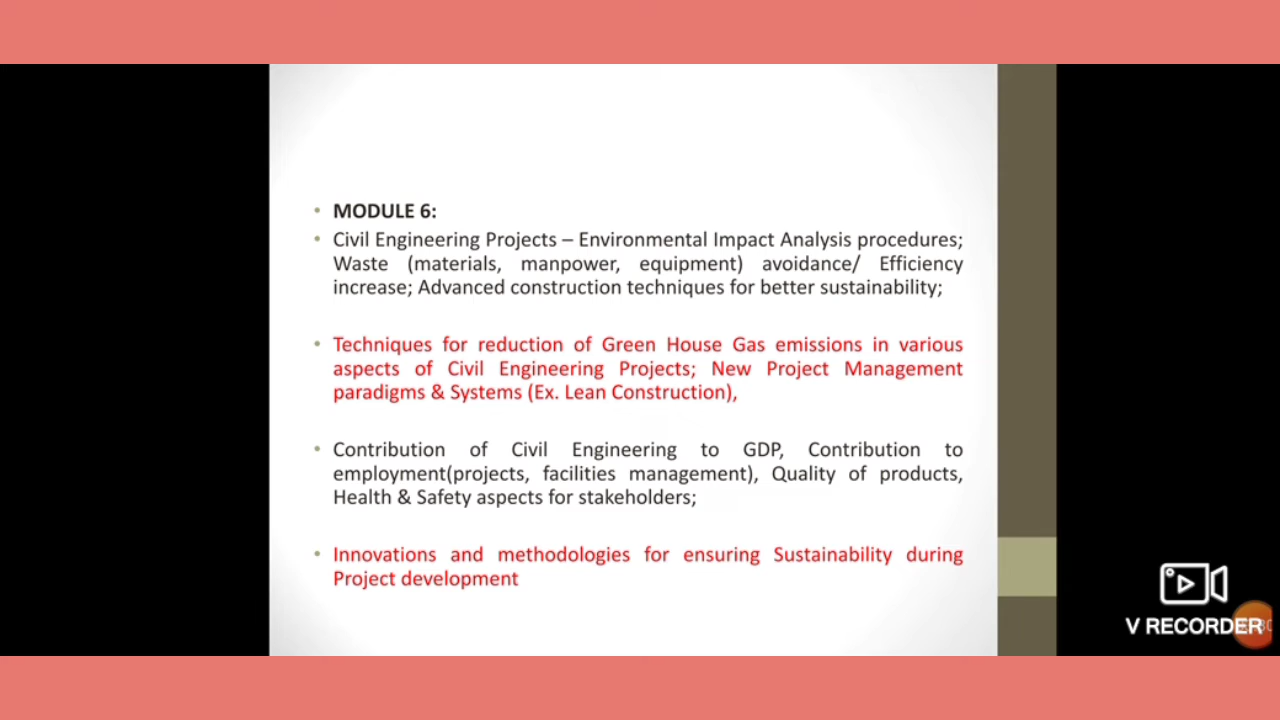 • MODULE 6:
• Civil Engineering Projects – Environmental Impact Analysis procedures;
Waste (materials, manpower, equipment) avoidance/ Efficiency
increase; Advanced construction techniques for better sustainability;
• Techniques for reduction of Green House Gas emissions in various
aspects of Civil Engineering Projects; New Project Management
paradigms & Systems (Ex. Lean Construction),
• Contribution of Civil Engineering to GDP, Contribution to
employment(projects, facilities management), Quality of products,
Health & Safety aspects for stakeholders;
• Innovations and methodologies for ensuring Sustainability during
Project development
V RECORDER